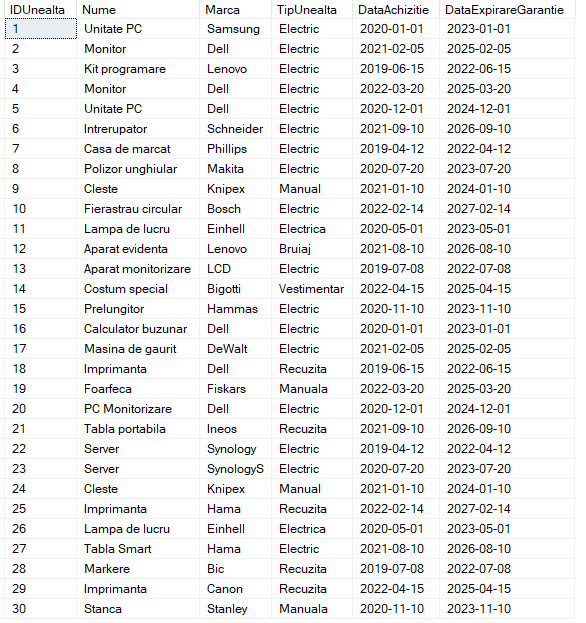 IDUnealta Nume Marca TipUnealta DataAchizitie DataExpirareGarantie
1 Unitate PC Samsung Electric 2020-01-01 2023-01-01
2 Monitor Dell Electric 2021-02-05 2025-02-05
3 Kit programare Lenovo Electric 2019-06-15 2022-06-15
4 Monitor Dell Electric 2022-03-20 2025-03-20
5 Unitate PC Dell Electric 2020-12-01 2024-12-01
6 Intrerupator Schneider Electric 2021-09-10 2026-09-10
7 Casa de marcat Phillips Electric 2019-04-12 2022-04-12
8 Polizor unghiular Makita Electric 2020-07-20 2023-07-20
9 Cleste Knipex Manual 2021-01-10 2024-01-10
10 Fierastrau circular Bosch Electric 2022-02-14 2027-02-14
11 Lampa de lucru Einhell Electrica 2020-05-01 2023-05-01
12 Aparat evidenta Lenovo Bruiaj 2021-08-10 2026-08-10
13 Aparat monitorizare LCD Electric 2019-07-08 2022-07-08
14 Costum special Bigotti Vestimentar 2022-04-15 2025-04-15
15 Prelungitor Hammas Electric 2020-11-10 2023-11-10
16 Calculator buzunar Dell Electric 2020-01-01 2023-01-01
17 Masina de gaurit DeWalt Electric 2021-02-05 2025-02-05
18 Imprimanta Dell Recuzita 2019-06-15 2022-06-15
19 Foarfeca Fiskars Manuala 2022-03-20 2025-03-20
20 PC Monitorizare Dell Electric 2020-12-01 2024-12-01
21 Tabla portabila Ineos Recuzita 2021-09-10 2026-09-10
22 Server Synology Electric 2019-04-12 2022-04-12
23 Server SynologyS Electric 2020-07-20 2023-07-20
24 Cleste Knipex Manual 2021-01-10 2024-01-10
25 Imprimanta Hama Recuzita 2022-02-14 2027-02-14
26 Lampa de lucru Einhell Electrica 2020-05-01 2023-05-01
27 Tabla Smart Hama Electric 2021-08-10 2026-08-10
28 Markere Bic Recuzita 2019-07-08 2022-07-08
29 Imprimanta Canon Recuzita 2022-04-15 2025-04-15
30 Stanca Stanley Manuala 2020-11-10 2023-11-10